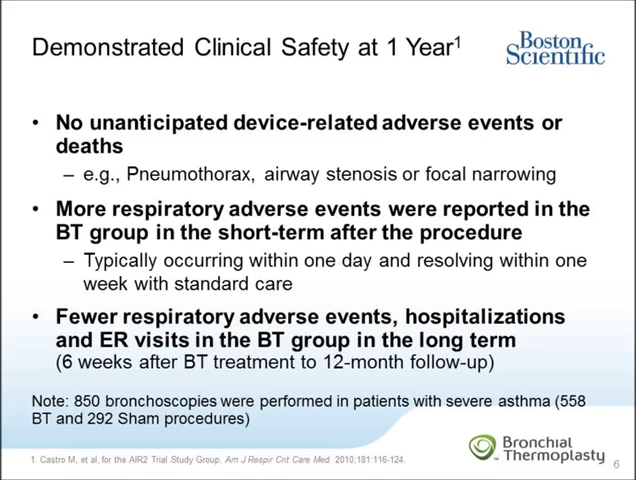 Demonstrated Clinical Safety at 1 Year1
Boston
Scientific
• No unanticipated device-related adverse events or
deaths
– e.g., Pneumothorax, airway stenosis or focal narrowing
• More respiratory adverse events were reported in the
BT group in the short-term after the procedure
– Typically occurring within one day and resolving within one
week with standard care
• Fewer respiratory adverse events, hospitalizations
and ER visits in the BT group in the long term
(6 weeks after BT treatment to 12-month follow-up)
Note: 850 bronchoscopies were performed in patients with severe asthma (558
BT and 292 Sham procedures)
Bronchial
Thermoplasty
1. Castro M, et al, for the AIR2 Trial Study Group. Am J Respir Crit Care Med. 2010;181:116-124.
6